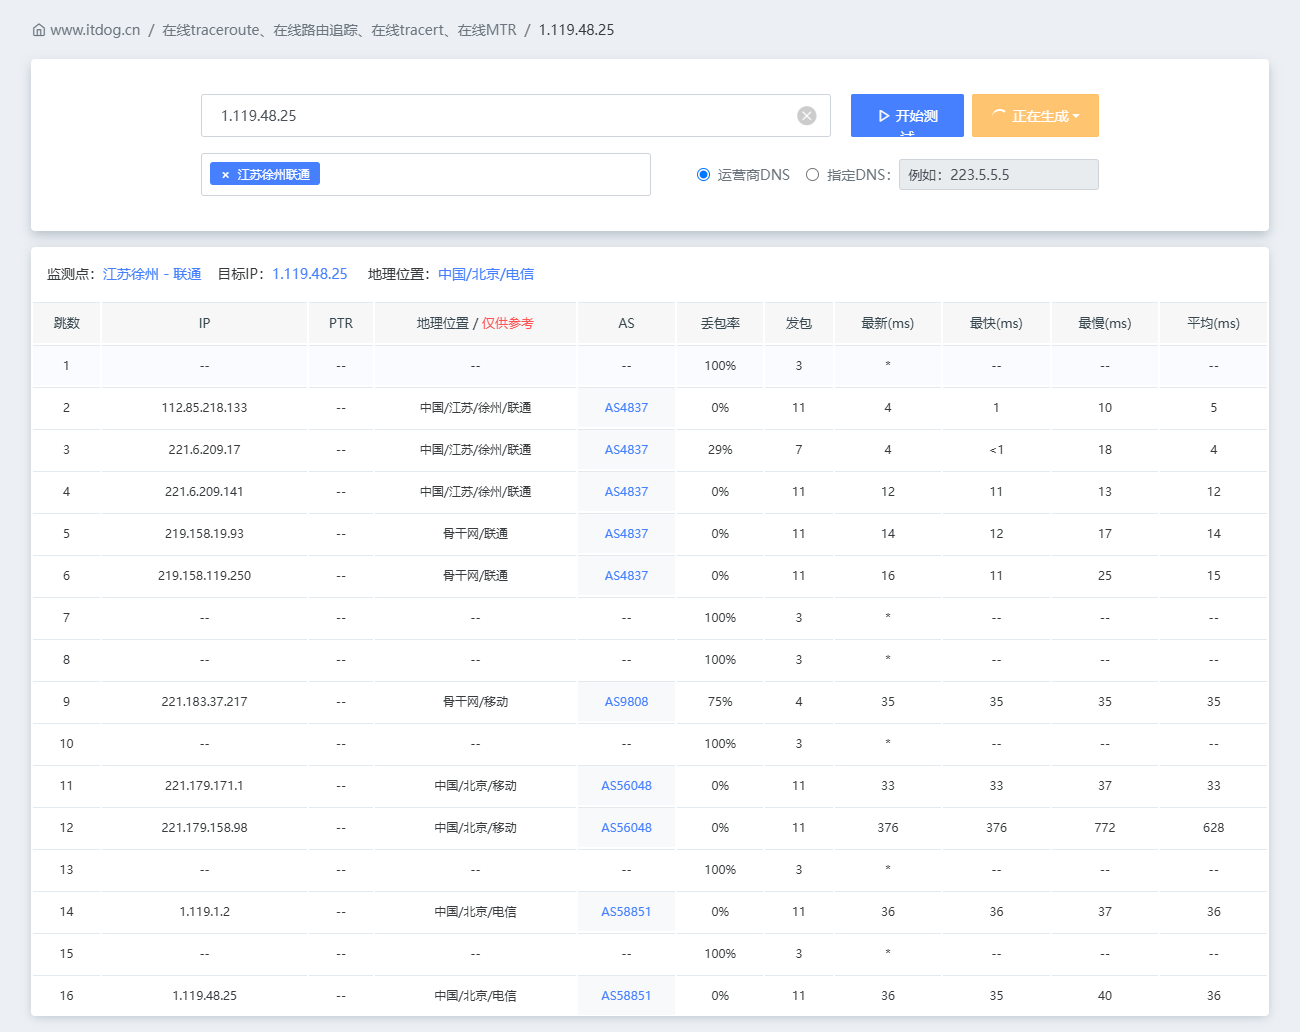 www.itdog.cn / 在线traceroute、在线路由追踪、在线tracert、在线MTR / 1.119.48.25
1.119.48.25
开始测
正在生成
× 江苏徐州联通
运营商DNS 指定DNS: 例如：223.5.5.5
监测点：江苏徐州 - 联通 目标IP：1.119.48.25 地理位置：中国/北京/电信
跳数 IP PTR 地理位置 / 仅供参考 AS 丢包率 发包 最新(ms) 最快(ms) 最慢(ms) 平均(ms)
1 -- -- -- -- 100% 3 * -- -- --
2 112.85.218.133 -- 中国/江苏/徐州/联通 AS4837 0% 11 4 1 10 5
3 221.6.209.17 -- 中国/江苏/徐州/联通 AS4837 29% 7 4 <1 18 4
4 221.6.209.141 -- 中国/江苏/徐州/联通 AS4837 0% 11 12 11 13 12
5 219.158.19.93 -- 骨干网/联通 AS4837 0% 11 14 12 17 14
6 219.158.119.250 -- 骨干网/联通 AS4837 0% 11 16 11 25 15
7 -- -- -- -- 100% 3 * -- -- --
8 -- -- -- -- 100% 3 * -- -- --
9 221.183.37.217 -- 骨干网/移动 AS9808 75% 4 35 35 35 35
10 -- -- -- -- 100% 3 * -- -- --
11 221.179.171.1 -- 中国/北京/移动 AS56048 0% 11 33 33 37 33
12 221.179.158.98 -- 中国/北京/移动 AS56048 0% 11 376 376 772 628
13 -- -- -- -- 100% 3 * -- -- --
14 1.119.1.2 -- 中国/北京/电信 AS58851 0% 11 36 36 37 36
15 -- -- -- -- 100% 3 * -- -- --
16 1.119.48.25 -- 中国/北京/电信 AS58851 0% 11 36 35 40 36